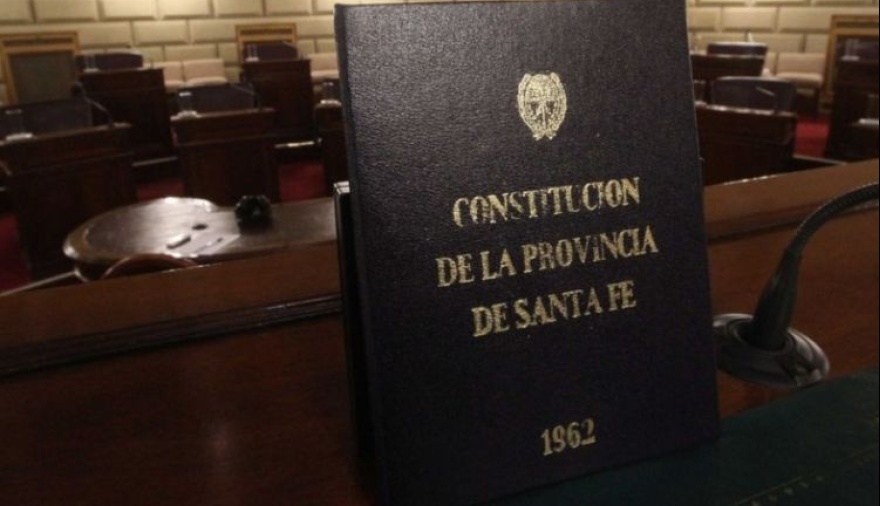 CONSTITUCION
DE LA PROVINCIA
DE SANTA FE
1962